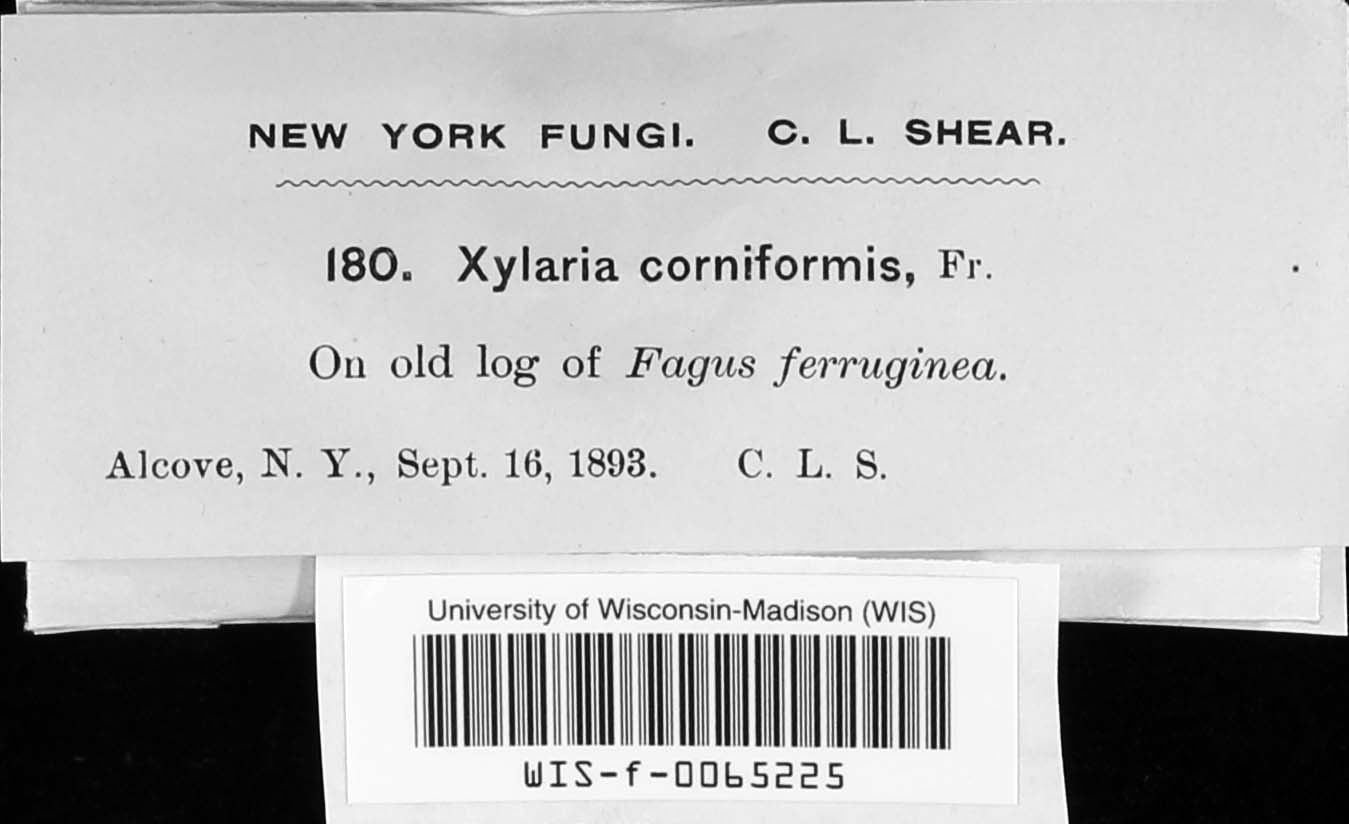 NEW YORK FUNGI. C. L. SHEAR.
180. Xylaria corniformis, Fr.
On old log of Fagus ferruginea.
Alcove, N. Y., Sept. 16, 1893. C. L. S.
University of Wisconsin-Madison (WIS)
WIS-f-0065225